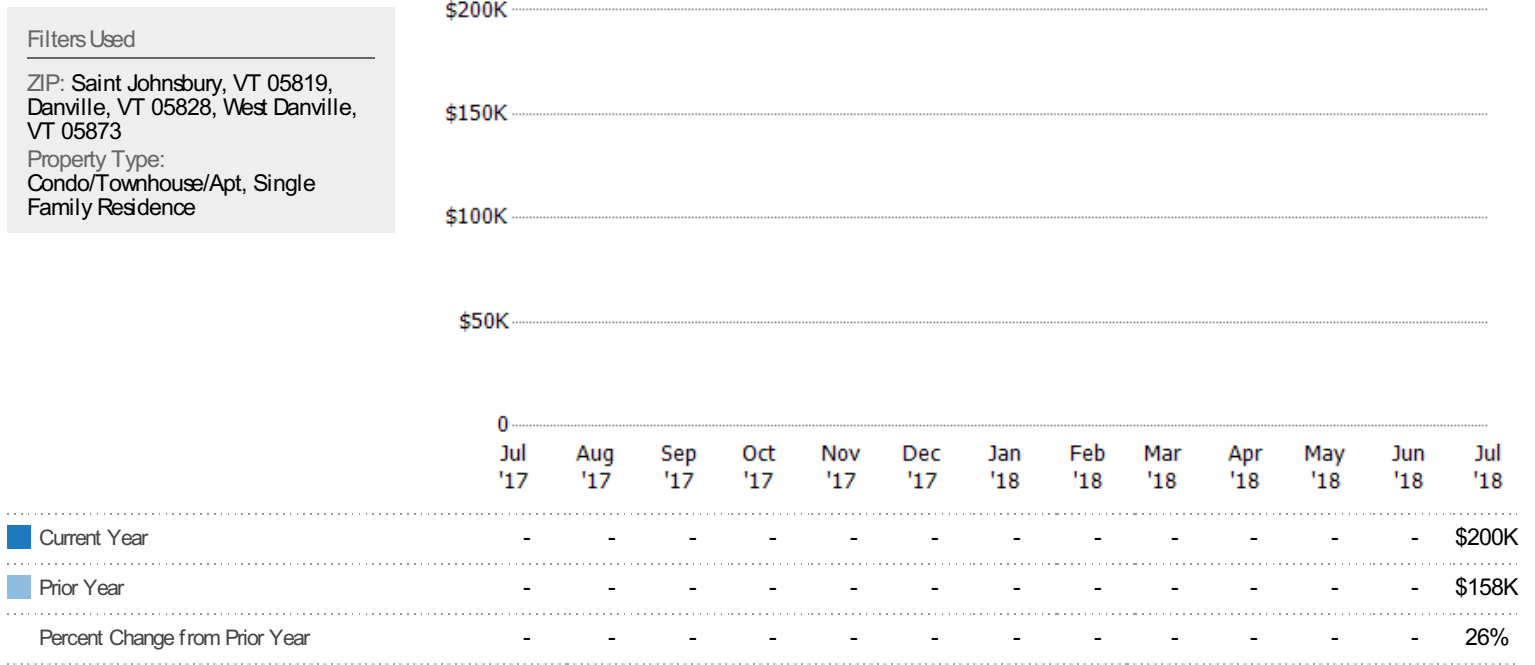 Filters Used
ZIP: Saint Johnsbury, VT 05819,
Danville, VT 05828, West Danville,
VT 05873
Property Type:
Condo/Townhouse/Apt, Single
Family Residence
$200K
$150K
$100K
$50K
0
Jul '17 Aug '17 Sep '17 Oct '17 Nov '17 Dec '17 Jan '18 Feb '18 Mar '18 Apr '18 May '18 Jun '18 Jul '18
Current Year - - - - - - - - - - - - $200K
Prior Year - - - - - - - - - - - - $158K
Percent Change from Prior Year - - - - - - - - - - - - 26%